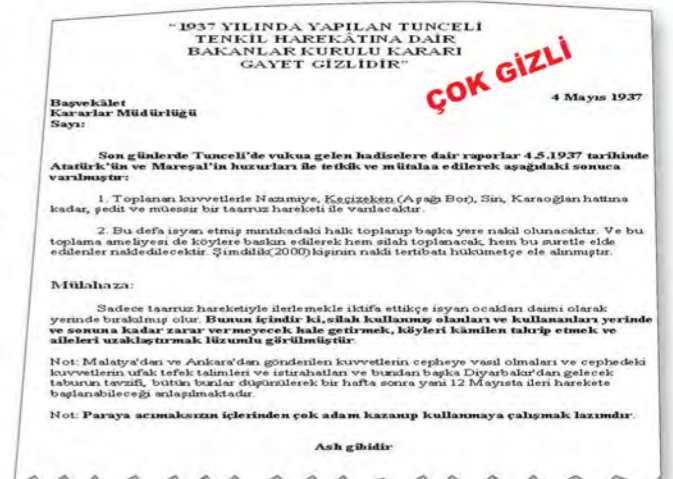 "1937 YILINDA YAPILAN TUNCELİ
TENKİL HAREKÂTINA DAİR
BAKANLAR KURULU KARARI
GAYET GİZLİDİR"
ÇOK GİZLİ
Başvekâlet
4 Mayıs 1937
Kararlar Müdürlüğü
Sayı:
Son günlerde Tunceli'de vukua gelen hadiselere dair raporlar 4.5.1937 tarihinde
Atatürk'ün ve Mareşal'in huzurları ile tetkik ve mütalaa edilerek aşağıdaki sonuca
varılmıştır:
1. Toplanan kuvvetlerle Nazımiye, Keçizeken (Aşağı Bor), Sin, Karaoğlan hattına
kadar, şedit ve müessir bir taarruz hareketi ile varılacaktır.
2. Bu defa isyan etmiş mıntıkadaki halk toplanıp başka yere nakil olunacaktır. Ve bu
toplama ameliyesi de köylere baskın edilerek hem silah toplanacak, hem bu suretle elde
edilenler nakledilecektir. Şimdilik(2000)kişinin nakli tertibatı hükümetçe ele alınmıştır.
Mülahaza:
Sadece taarruz hareketiyle ilerlemekle iktifa ettikçe isyan ocakları daimi olarak
yerinde bırakılmış olur. Bunun içindir ki, silah kullanmış olanları ve kullananları yerinde
ve sonuna kadar zarar vermeyecek hale getirmek, köyleri kâmilen tahrip etmek ve
aileleri uzaklaştırmak lüzumlu görülmüştür.
Not: Malatya'dan ve Ankara'dan gönderilen kuvvetlerin cepheye vasıl olmaları ve cephedeki
kuvvetlerin ufak tefek talimleri ve istirahatları ve bundan başka Diyarbakır'dan gelecek
taburun tavzifi, bütün bunlar düşünülerek bir hafta sonra yani 12 Mayısta ileri harekete
başlanabileceği anlaşılmaktadır.
Not: Paraya acımaksızın içlerinden çok adam kazanıp kullanmaya çalışmak lazımdır.
Aslı gibidir